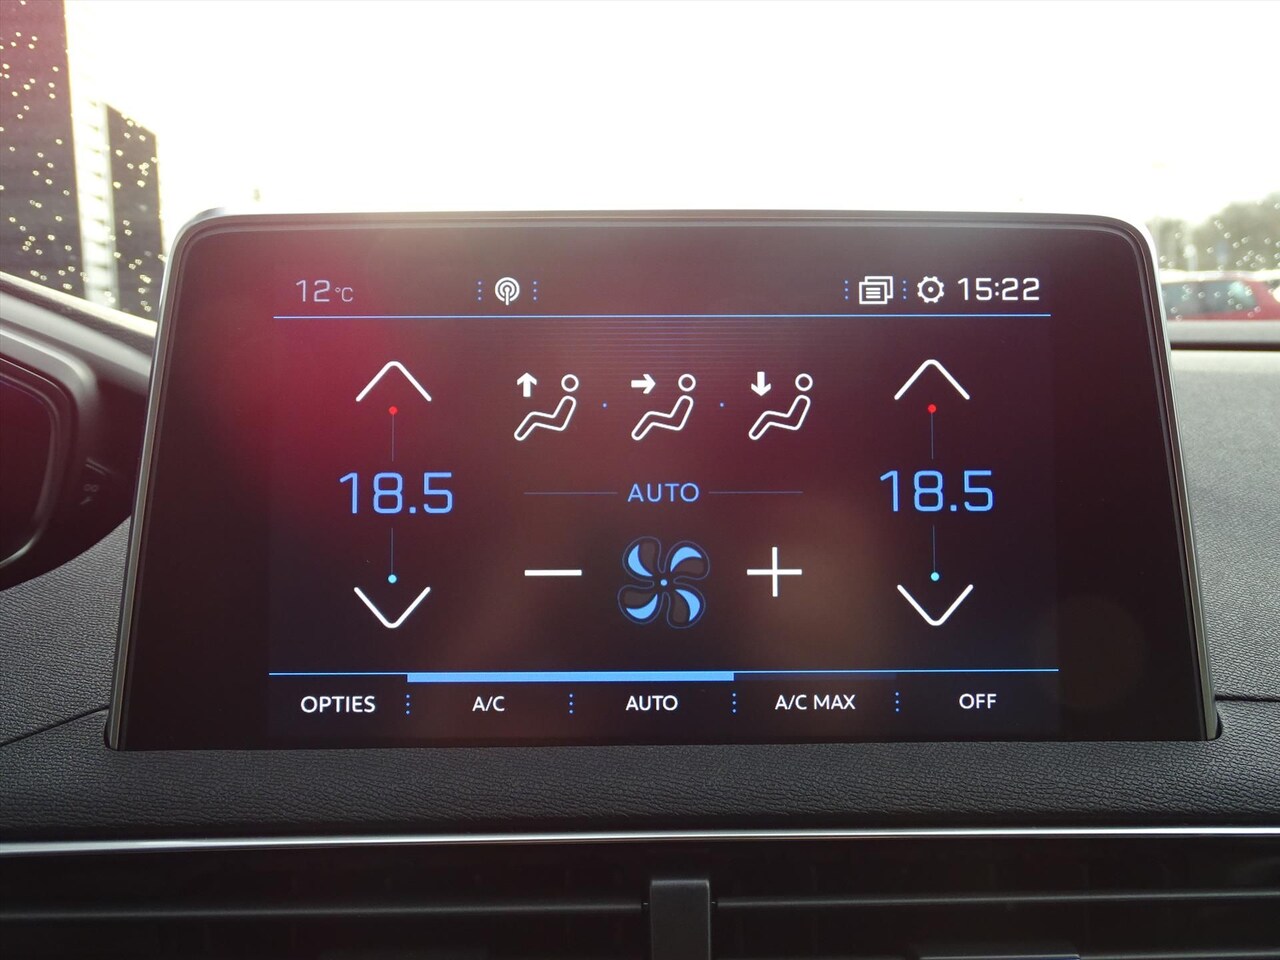 12°C 15:22
18.5 AUTO 18.5
OPTIES A/C AUTO A/C MAX OFF